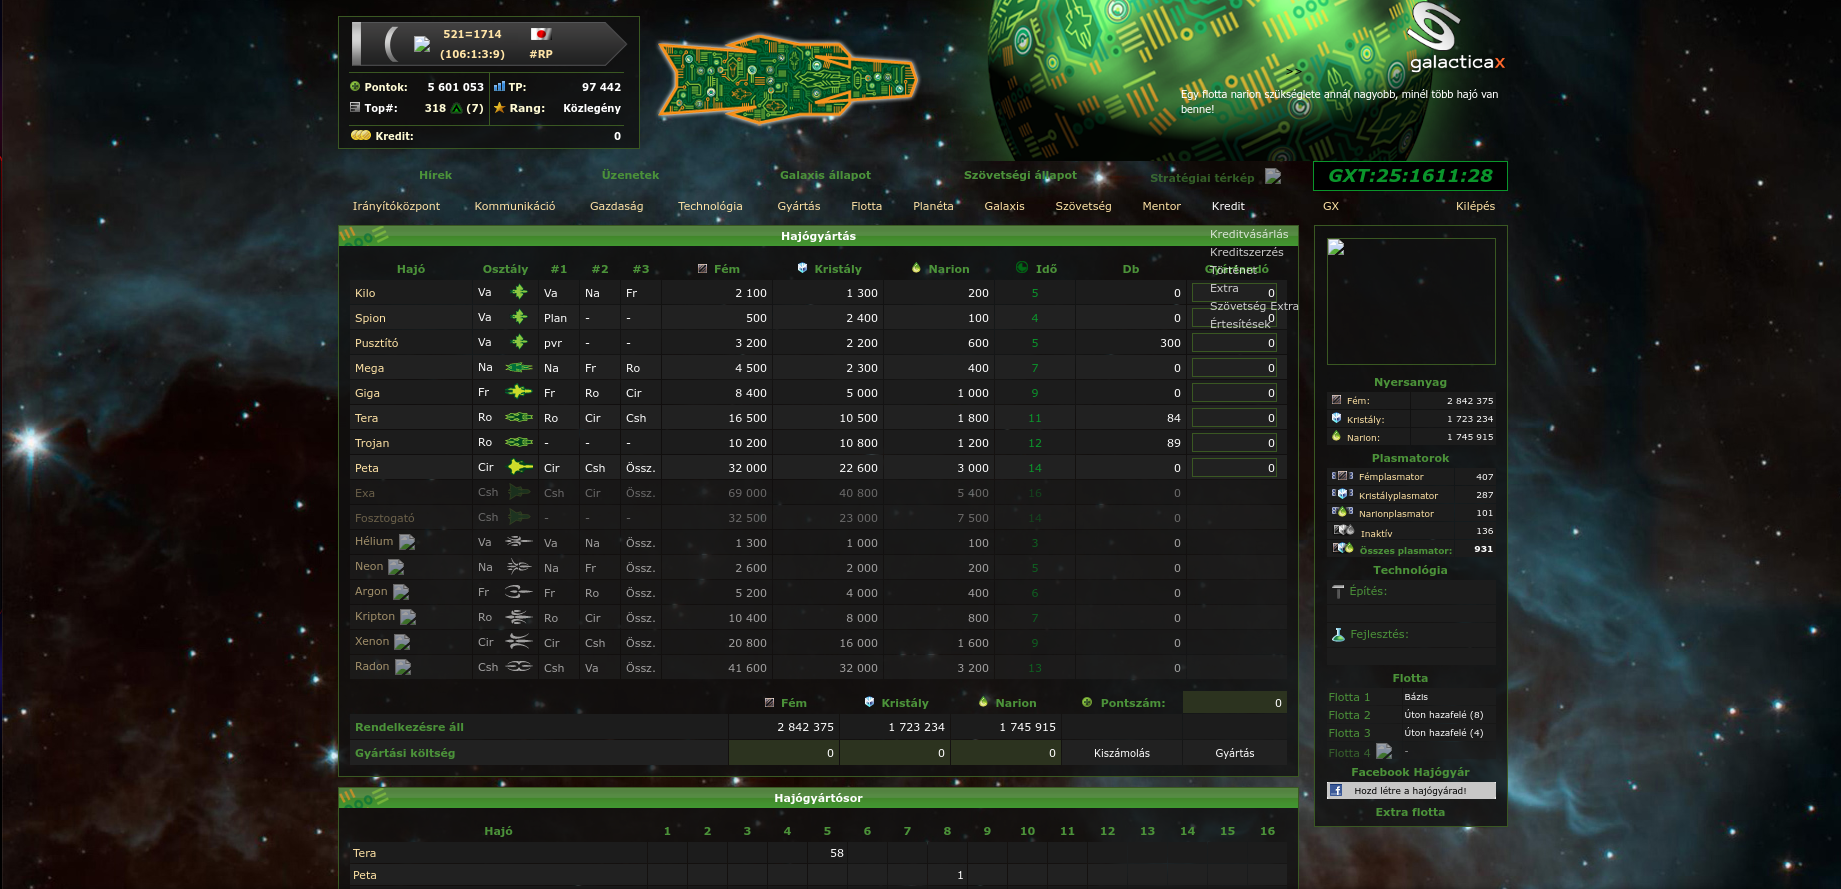 521=1714
(106:1:3:9) #RP
Pontok: 5 601 053 TP: 97 442
Top#: 318 (7) Rang: Közlegény
Kredit: 0
galacticax
>>
Egy flotta narion szükséglete annál nagyobb, minél több hajó van
benne!
Hírek Üzenetek Galaxis állapot Szövetségi állapot Stratégiai térkép
GXT:25:1611:28
Irányítóközpont Kommunikáció Gazdaság Technológia Gyártás Flotta Planéta Galaxis Szövetség Mentor Kredit GX Kilépés
Kreditvásárlás
Kreditszerzés
Történet
Extra
Szövetség Extra
Értesítések
Hajógyártás
Hajó Osztály #1 #2 #3 Fém Kristály Narion Idő Db Gyártandó
Kilo Va Va Na Fr 2 100 1 300 200 5 0 0
Spion Va Plan - - 500 2 400 100 4 0 0
Pusztító Va pvr - - 3 200 2 200 600 5 300 0
Mega Na Na Fr Ro 4 500 2 300 400 7 0 0
Giga Fr Fr Ro Cir 8 400 5 000 1 000 9 0 0
Tera Ro Ro Cir Csh 16 500 10 500 1 800 11 84 0
Trojan Ro - - - 10 200 10 800 1 200 12 89 0
Peta Cir Cir Csh Össz. 32 000 22 600 3 000 14 0 0
Exa Csh Csh Cir Össz. 69 000 40 800 5 400 16 0
Fosztogató Csh - - - 32 500 23 000 7 500 14 0
Hélium Va Va Na Össz. 1 300 1 000 100 3 0
Neon Na Na Fr Össz. 2 600 2 000 200 5 0
Argon Fr Fr Ro Össz. 5 200 4 000 400 6 0
Kripton Ro Ro Cir Össz. 10 400 8 000 800 7 0
Xenon Cir Cir Csh Össz. 20 800 16 000 1 600 9 0
Radon Csh Csh Va Össz. 41 600 32 000 3 200 13 0
Fém Kristály Narion Pontszám: 0
Rendelkezésre áll 2 842 375 1 723 234 1 745 915
Gyártási költség 0 0 0 Kiszámolás Gyártás
Hajógyártósor
Hajó 1 2 3 4 5 6 7 8 9 10 11 12 13 14 15 16
Tera 58
Peta 1
Nyersanyag
Fém: 2 842 375
Kristály: 1 723 234
Narion: 1 745 915
Plasmatorok
Fémplasmator 407
Kristályplasmator 287
Narionplasmator 101
Inaktív 136
Összes plasmator: 931
Technológia
Építés:
Fejlesztés:
Flotta
Flotta 1 Bázis
Flotta 2 Úton hazafelé (8)
Flotta 3 Úton hazafelé (4)
Flotta 4 -
Facebook Hajógyár
Hozd létre a hajógyárad!
Extra flotta